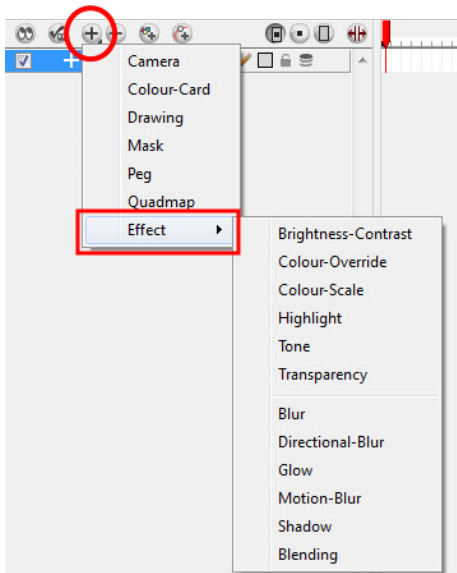 Camera
Colour-Card
Drawing
Mask
Peg
Quadmap
Effect
Brightness-Contrast
Colour-Override
Colour-Scale
Highlight
Tone
Transparency
Blur
Directional-Blur
Glow
Motion-Blur
Shadow
Blending